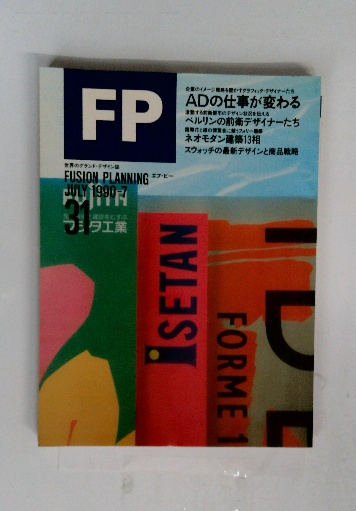 FP
企業のイメージ戦略を動かすグラフィック・デザイナーたち
ADの仕事が変わる
ベルリンの前衛デザイナーたち
ネオモダン建築13相
スウォッチの最新デザインと商品戦略
世界のグランド・デザイン誌
FUSION PLANNING エフ・ピー
JULY 1990-7
31
工業
ISETAN
FORME 1